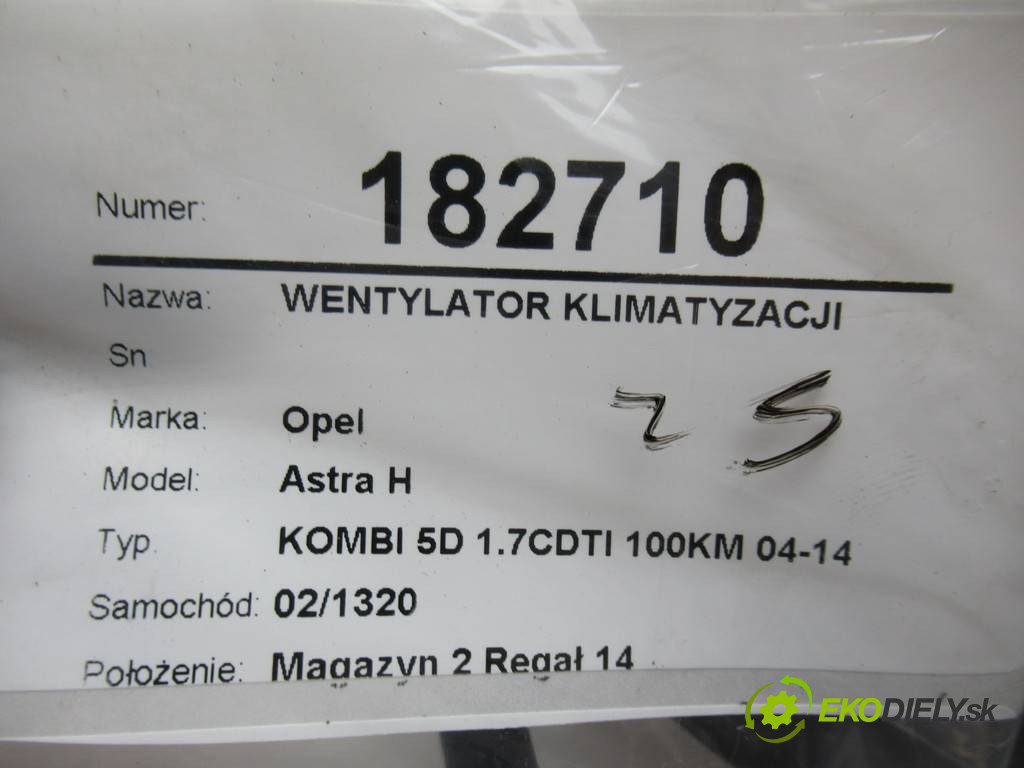 Numer: 182710
Nazwa: WENTYLATOR KLIMATYZACJI
Sn
Marka: Opel
25
Model: Astra H
Typ. KOMBI 5D 1.7CDTI 100KM 04-14
Samochód: 02/1320
Położenie: Magazyn 2 Regał 14
EKODIELY.sk